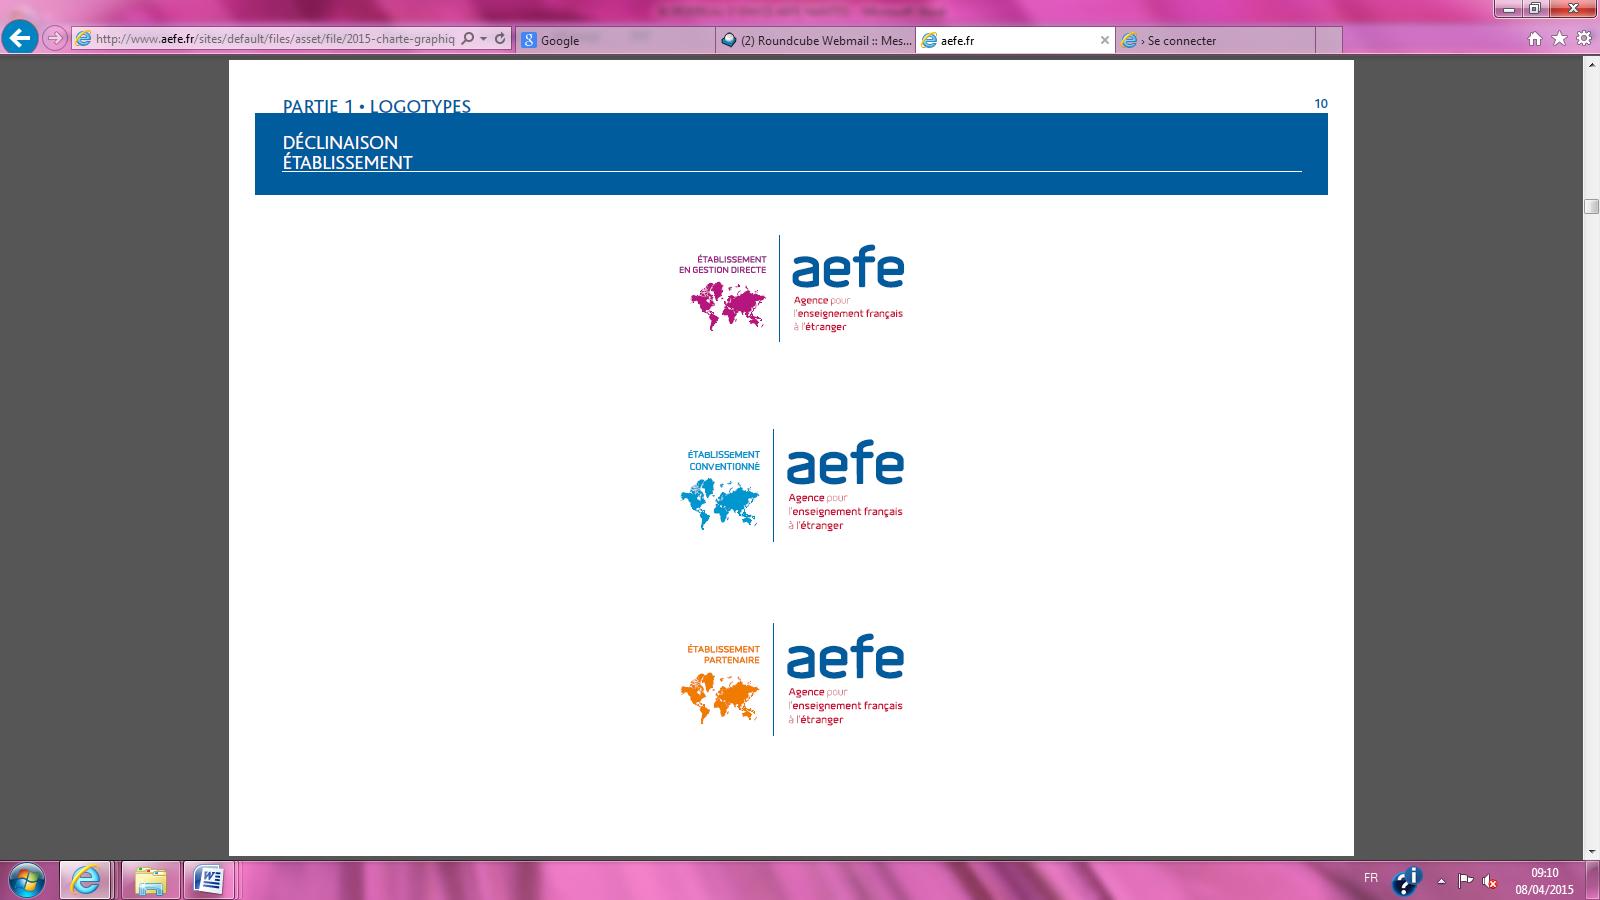 http://www.aefe.fr/sites/default/files/asset/file/2015-charte-graphiq
Google
(2) Roundcube Webmail :: Mes...
aefe.fr
› Se connecter
PARTIE 1 • LOGOTYPES
10
DÉCLINAISON
ÉTABLISSEMENT
ÉTABLISSEMENT
EN GESTION DIRECTE
aefe
Agence pour
l'enseignement français
à l'étranger
ÉTABLISSEMENT
CONVENTIONNÉ
aefe
Agence pour
l'enseignement français
à l'étranger
ÉTABLISSEMENT
PARTENAIRE
aefe
Agence pour
l'enseignement français
à l'étranger
FR
09:10
08/04/2015